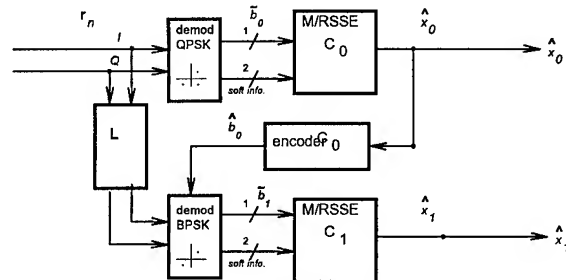 r_n
I
Q
demod
QPSK
1
b̃_0
2
soft info.
M/RSSE
C_0
x̂_0
x̂_0
L
b̂_0
encoder C_0
demod
BPSK
1
b̃_1
2
soft info.
M/RSSE
C_1
x̂_1
x̂_1